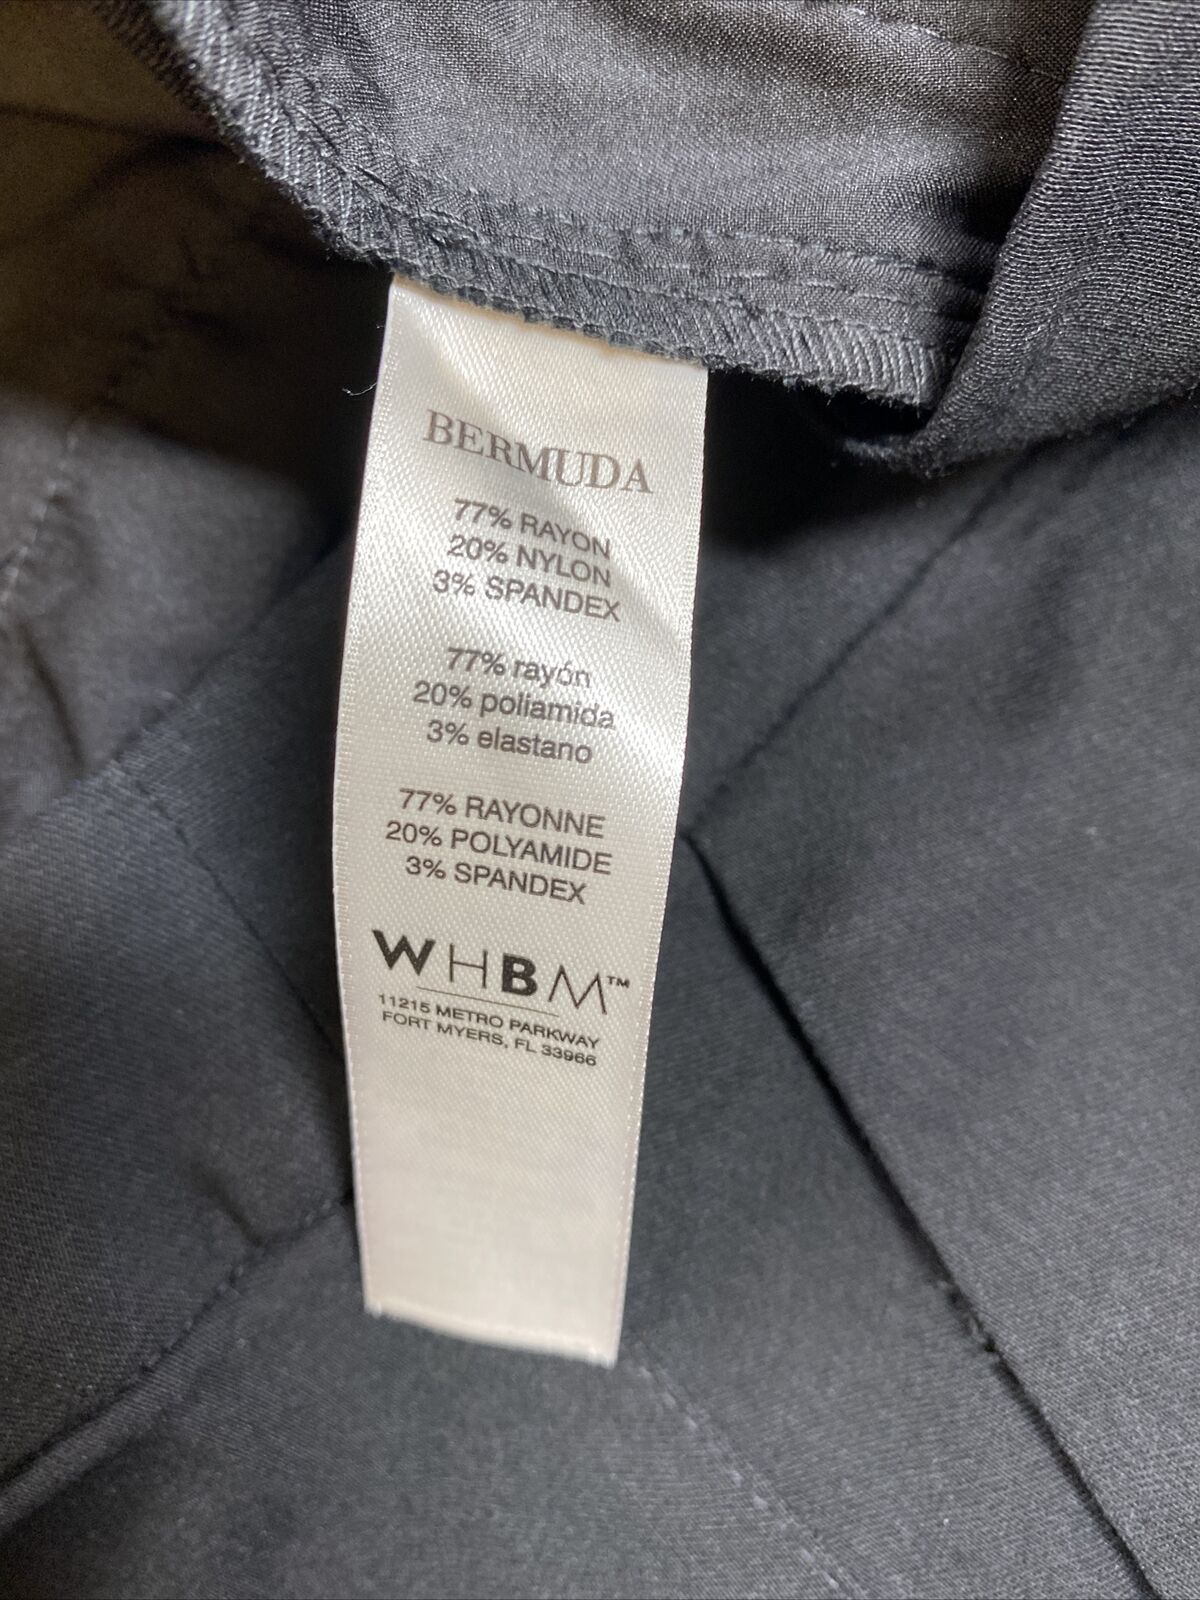 BERMUDA
77% RAYON
20% NYLON
3% SPANDEX
77% rayón
20% poliamida
3% elastano
77% RAYONNE
20% POLYAMIDE
3% SPANDEX
WHBM™
11215 METRO PARKWAY
FORT MYERS, FL 33966